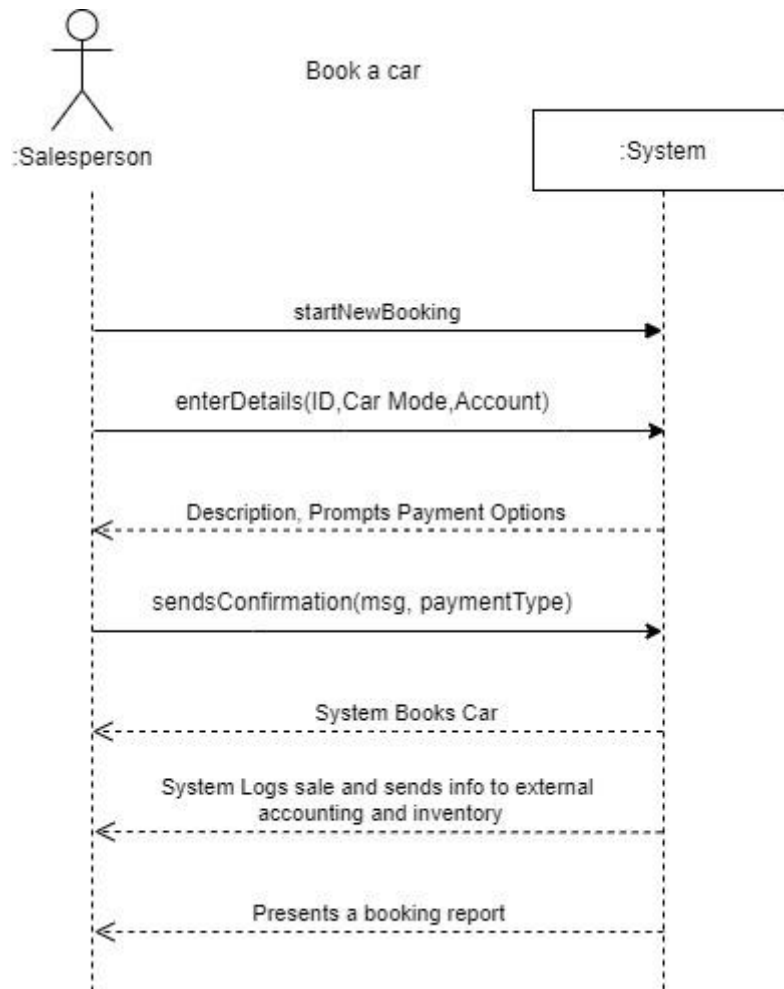 Book a car
:Salesperson
:System
startNewBooking
enterDetails(ID,Car Mode,Account)
Description, Prompts Payment Options
sendsConfirmation(msg, paymentType)
System Books Car
System Logs sale and sends info to external
accounting and inventory
Presents a booking report